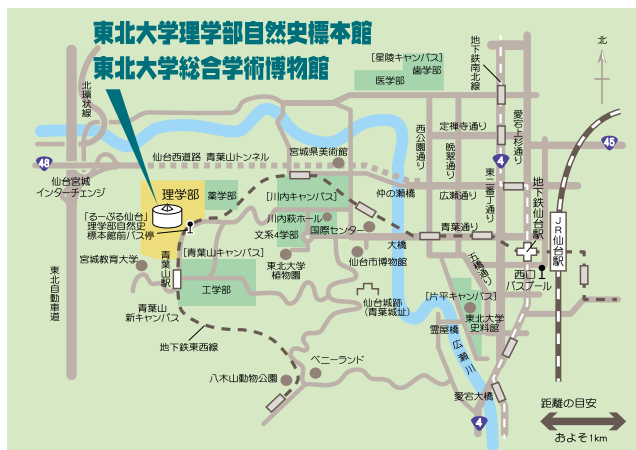 東北大学理学部自然史標本館
東北大学総合学術博物館
北環状線
48
仙台宮城
インターチェンジ
東北自動車道
仙台西道路 青葉山トンネル
理学部
薬学部
「るーぷる仙台」
理学部自然史
標本館前バス停
宮城教育大学
青葉山駅
[青葉山キャンパス]
工学部
青葉山
新キャンパス
地下鉄東西線
八木山動物公園
ベニーランド
宮城県美術館
[川内キャンパス]
川内萩ホール
文系4学部
国際センター
東北大学
植物園
仙台市博物館
仙台城跡
(青葉城址)
[星陵キャンパス]
歯学部
医学部
地下鉄南北線
西公園通り
定禅寺通り
晩翠通り
愛宕上杉通り
4
東二番丁通り
仲の瀬橋
広瀬通り
青葉通り
大橋
五橋通り
地下鉄仙台駅
JR仙台駅
西口
バスプール
[片平キャンパス]
東北大学
史料館
霊屋橋
広瀬川
愛宕大橋
4
45
北
距離の目安
およそ1km